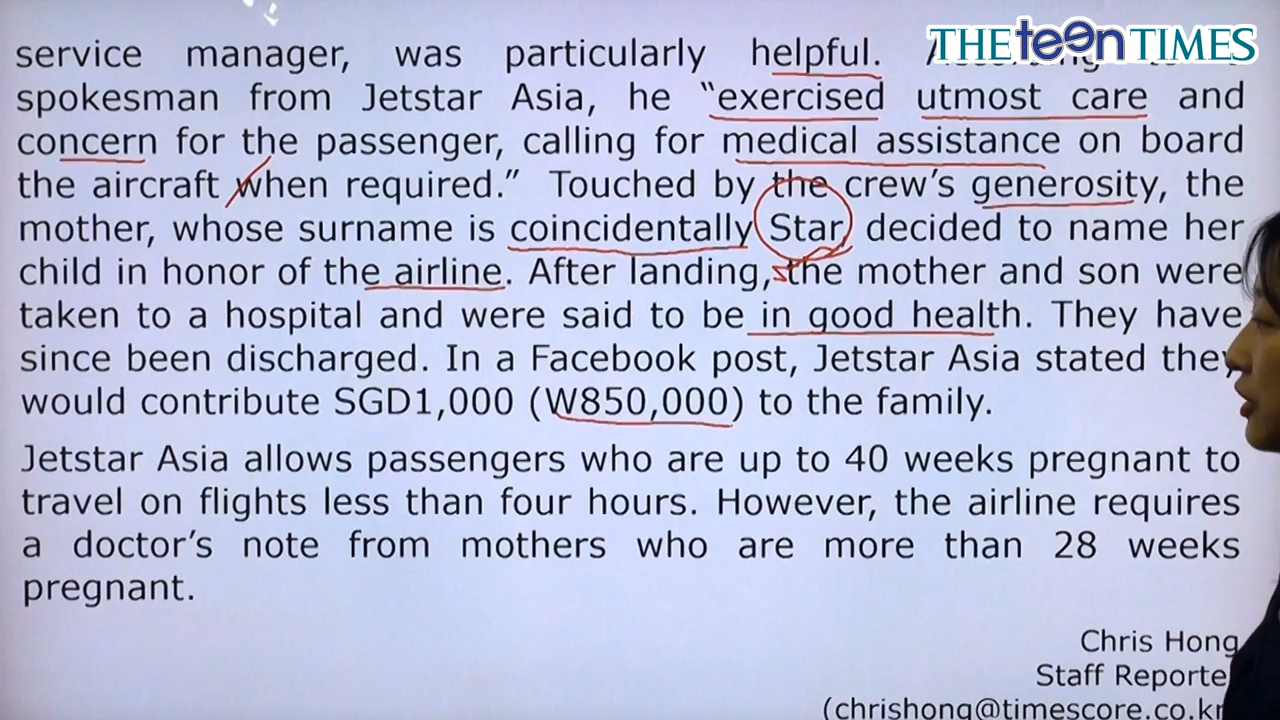 THE teen TIMES
service manager, was particularly helpful.
spokesman from Jetstar Asia, he “exercised utmost care and
concern for the passenger, calling for medical assistance on board
the aircraft when required.” Touched by the crew’s generosity, the
mother, whose surname is coincidentally Star, decided to name her
child in honor of the airline. After landing, the mother and son were
taken to a hospital and were said to be in good health. They have
since been discharged. In a Facebook post, Jetstar Asia stated they
would contribute SGD1,000 (W850,000) to the family.
Jetstar Asia allows passengers who are up to 40 weeks pregnant to
travel on flights less than four hours. However, the airline requires
a doctor’s note from mothers who are more than 28 weeks
pregnant.
Chris Hong
Staff Reporte
(chrishong@timescore.co.kr